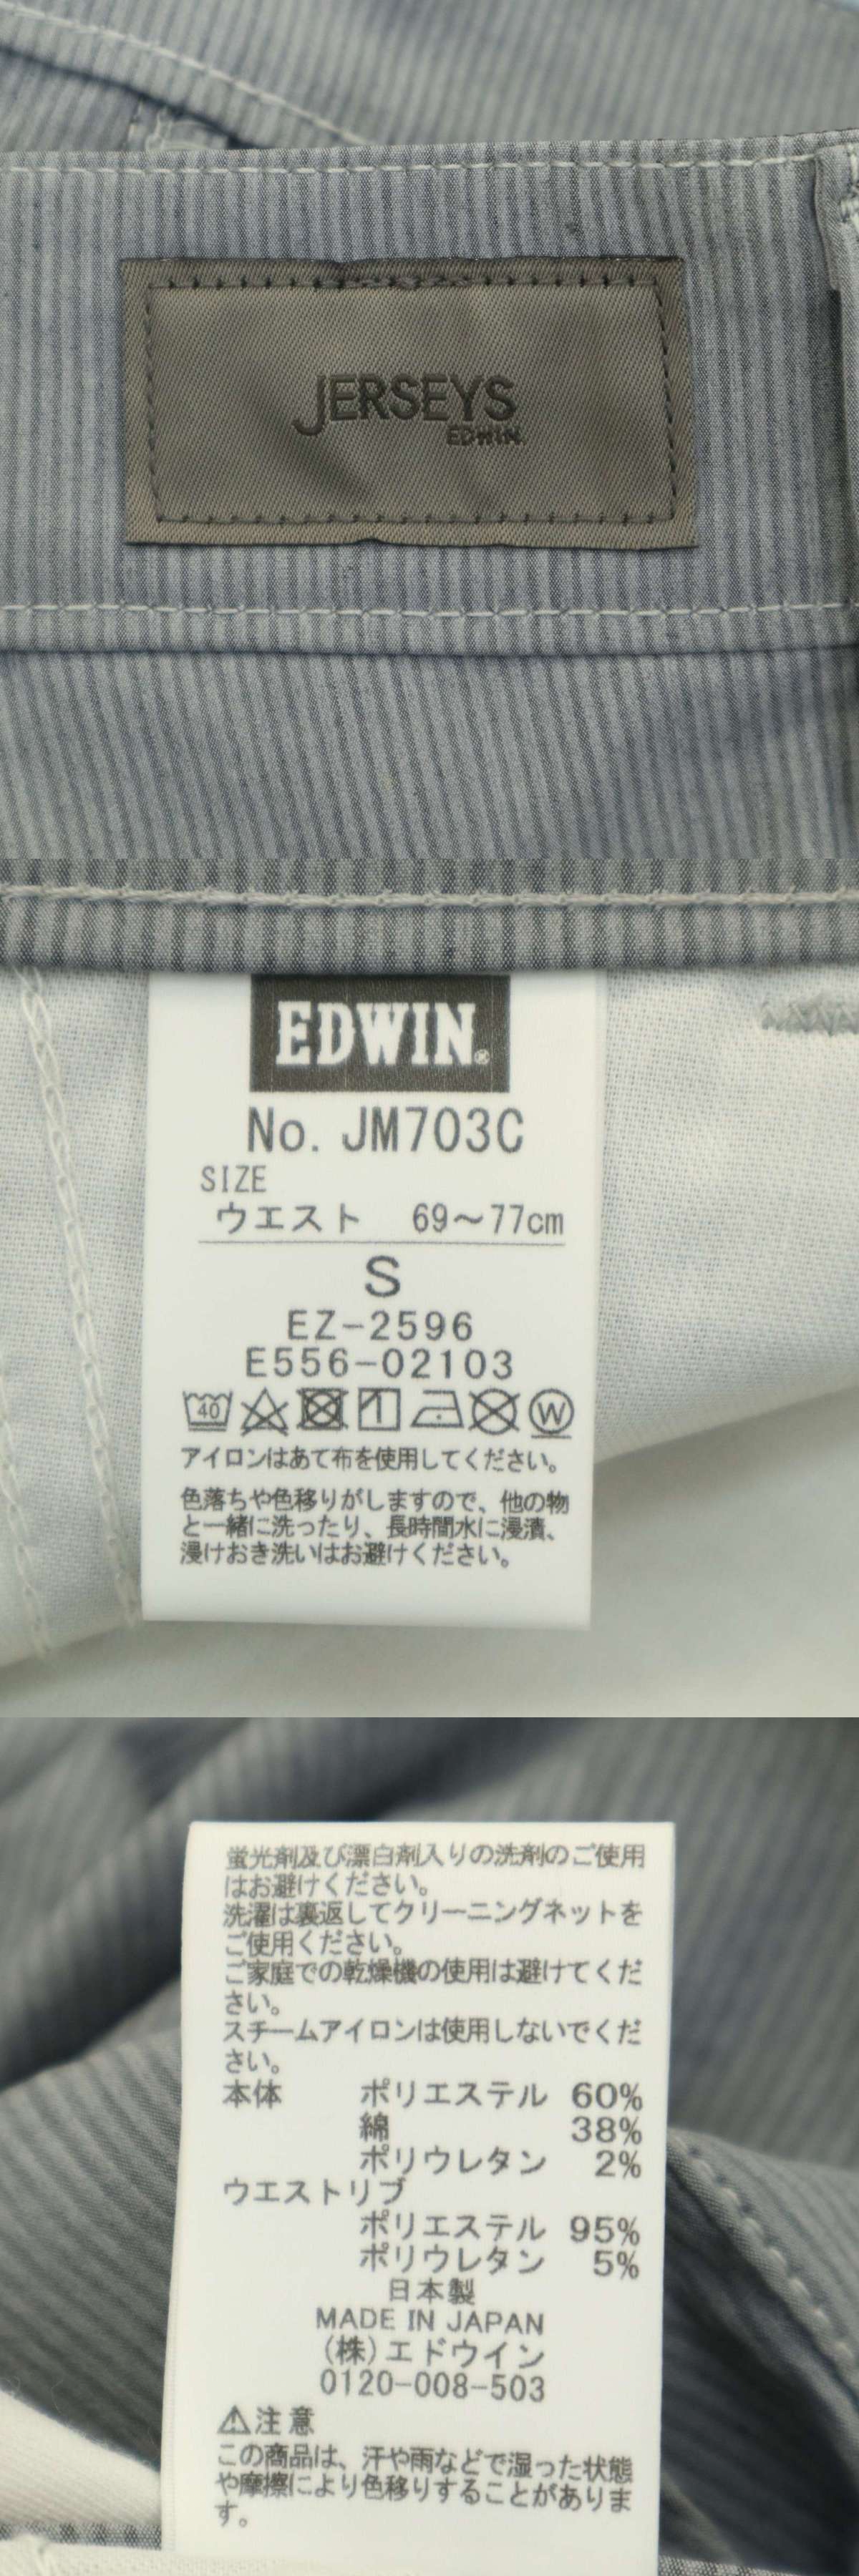 JERSEYS
EDWIN
EDWIN®
No. JM703C
SIZE
ウエスト 69～77cm
S
EZ-2596
E556-02103
40
W
アイロンはあて布を使用してください。
色落ちや色移りがしますので、他の物
と一緒に洗ったり、長時間水に浸漬、
浸けおき洗いはお避けください。
蛍光剤及び漂白剤入りの洗剤のご使用
はお避けください。
洗濯は裏返してクリーニングネットを
ご使用ください。
ご家庭での乾燥機の使用は避けてくだ
さい。
スチームアイロンは使用しないでくだ
さい。
本体 ポリエステル 60%
綿 38%
ポリウレタン 2%
ウエストリブ
ポリエステル 95%
ポリウレタン 5%
日本製
MADE IN JAPAN
(株)エドウイン
0120-008-503
⚠注意
この商品は、汗や雨などで湿った状態
や摩擦により色移りすることがありま
す。